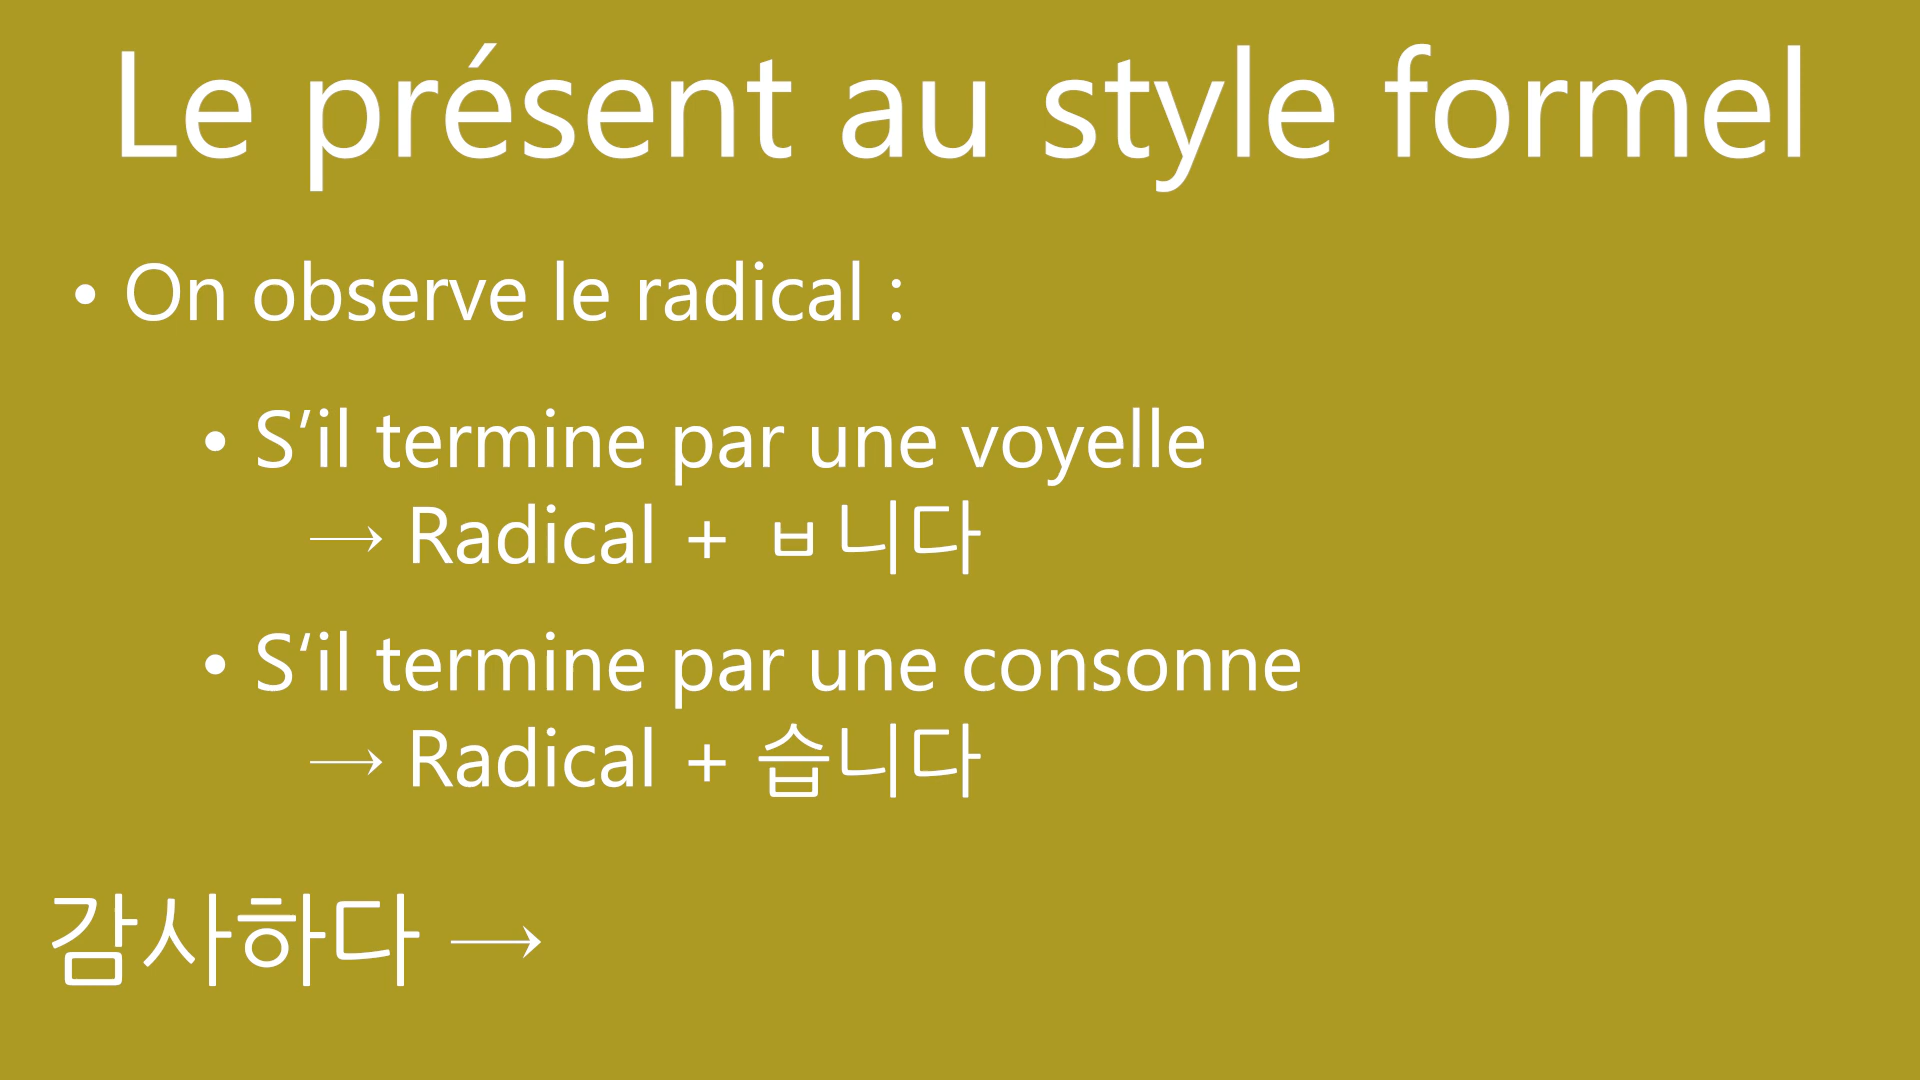 Le présent au style formel
• On observe le radical :
• S’il termine par une voyelle
→ Radical + ㅂ니다
• S‘il termine par une consonne
→ Radical + 습니다
감사하다 →